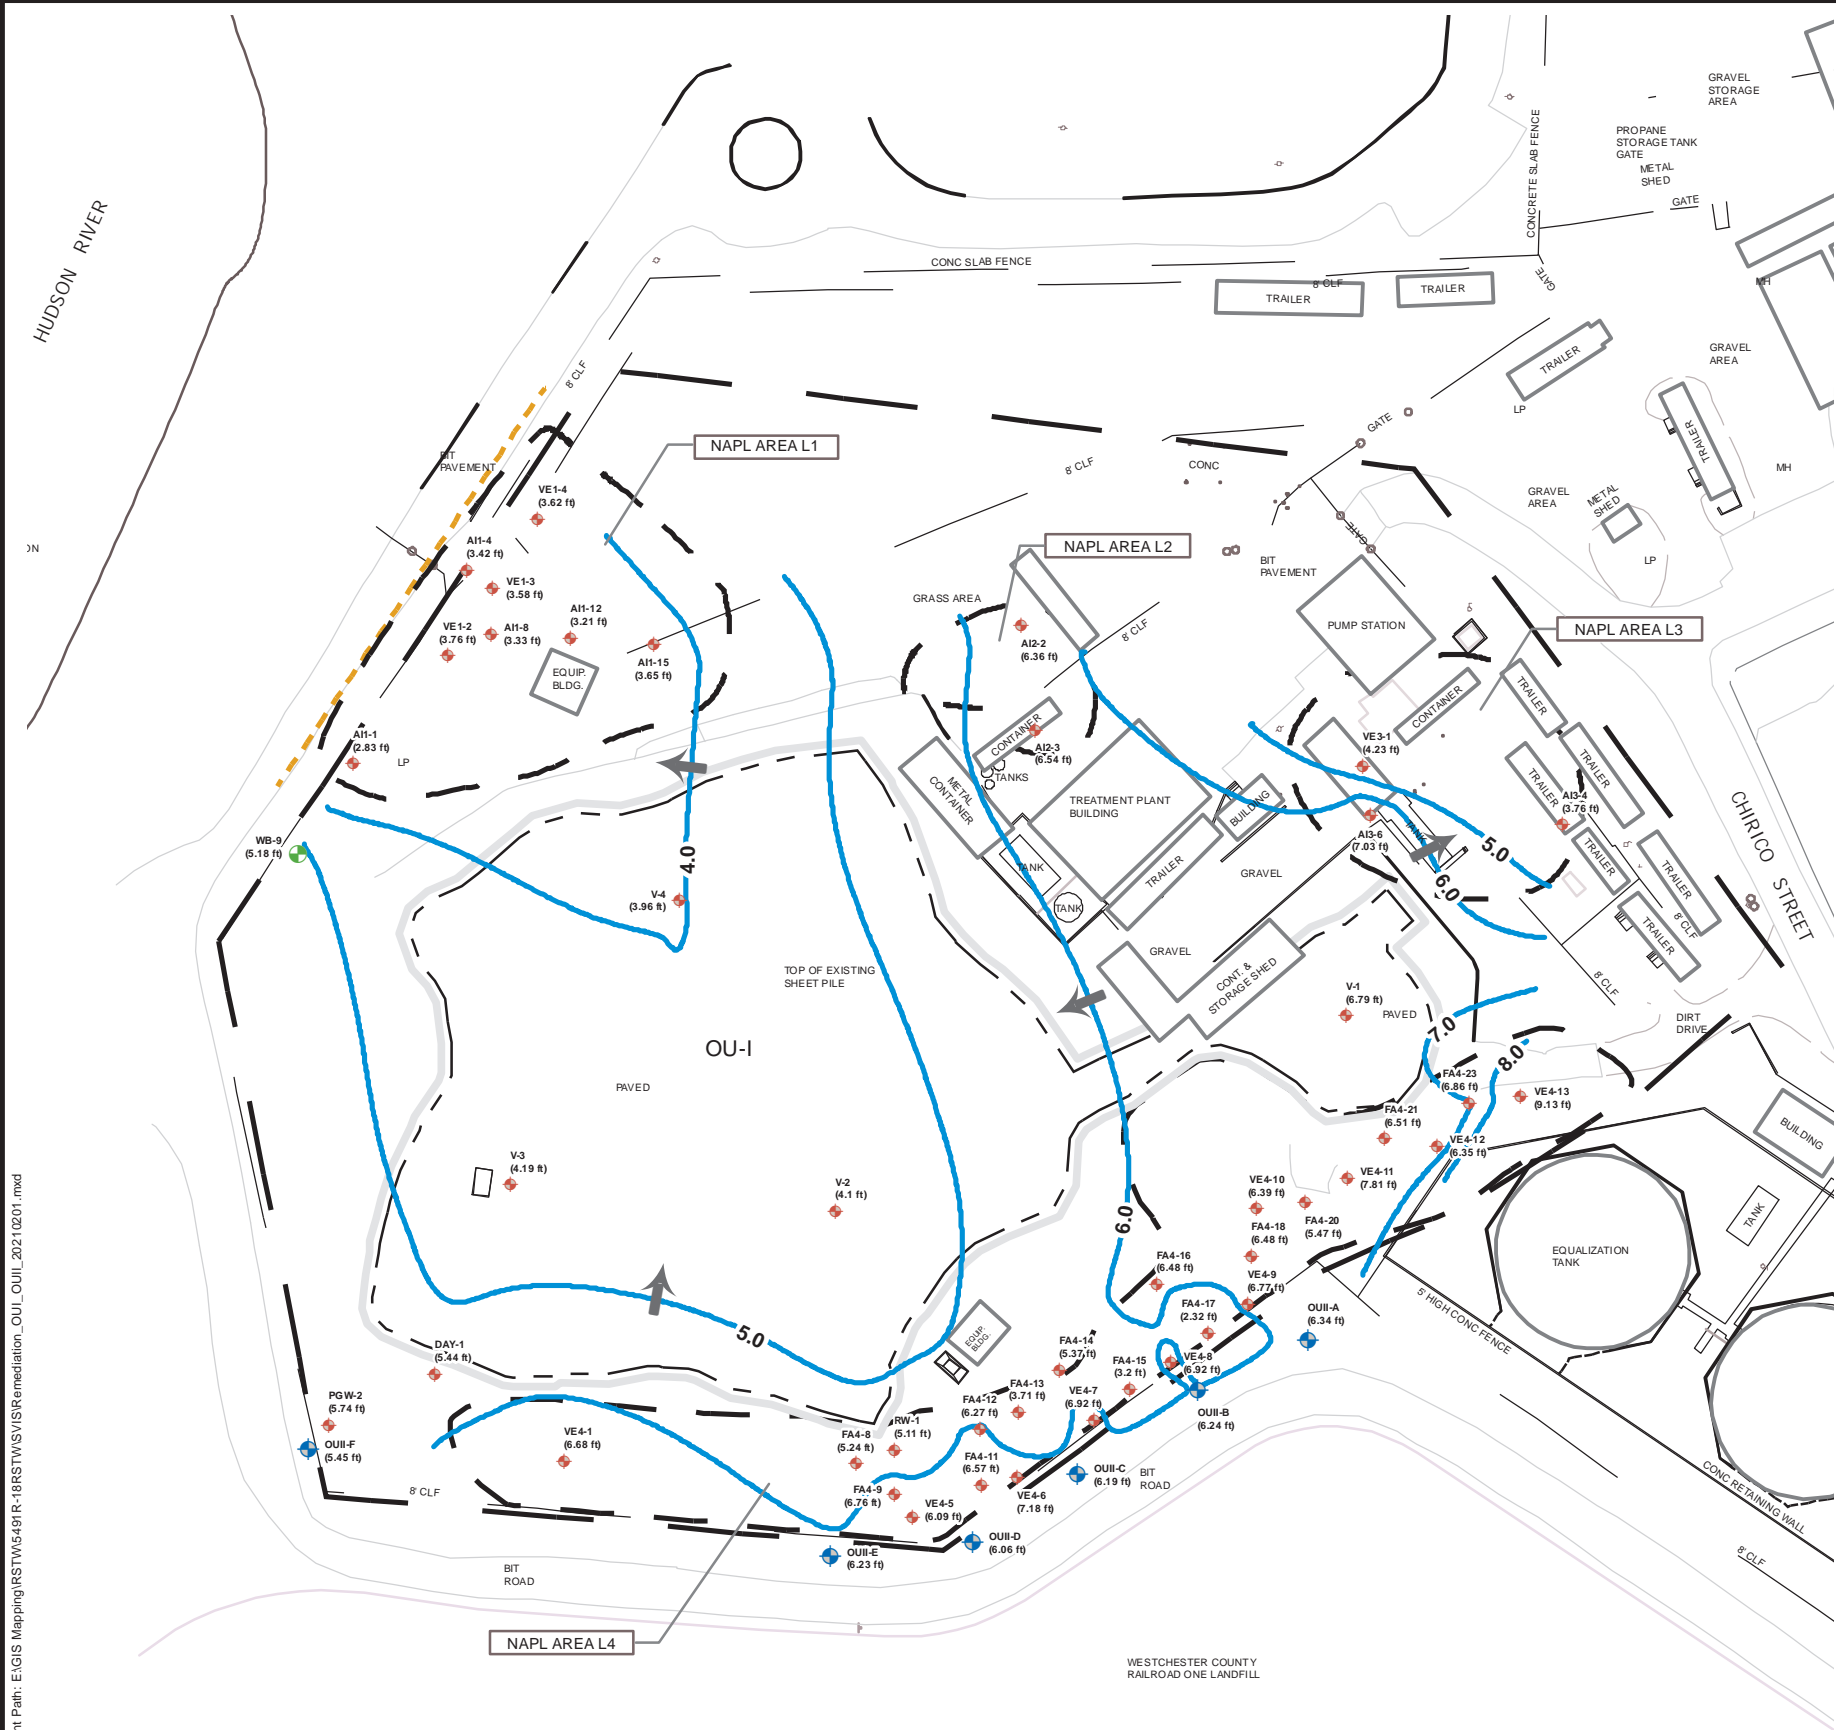 GRAVEL
STORAGE
AREA
PROPANE
STORAGE TANK
GATE
METAL
SHED
GATE
CONCRETE SLAB FENCE
HUDSON RIVER
CONC SLAB FENCE
8' CLF
TRAILER
TRAILER
GATE
MH
GRAVEL
AREA
TRAILER
LP
8' CLF
GATE
TRAILER
MH
NAPL AREA L1
BIT
PAVEMENT
8' CLF
CONC
GRAVEL
AREA
METAL
SHED
VE1-4
(3.62 ft)
GATE
ON
AI1-4
(3.42 ft)
NAPL AREA L2
BIT
PAVEMENT
LP
VE1-3
(3.58 ft)
GRASS AREA
AI1-12
(3.21 ft)
VE1-2
(3.76 ft)
AI1-8
(3.33 ft)
8' CLF
PUMP STATION
NAPL AREA L3
AI2-2
(6.36 ft)
AI1-15
(3.65 ft)
EQUIP.
BLDG.
TRAILER
CONTAINER
AI1-1
(2.83 ft)
LP
CONTAINER
VE3-1
(4.23 ft)
AI2-3
(6.54 ft)
TANKS
TRAILER
TRAILER
METAL
CONTAINER
TREATMENT PLANT
BUILDING
BUILDING
AI3-4
(3.76 ft)
CHIRICO STREET
WB-9
(5.18 ft)
4.0
AI3-6
(7.03 ft)
TANK
5.0
TANK
TRAILER
GRAVEL
TRAILER
TRAILER
6.0
V-4
(3.96 ft)
TANK
8' CLF
TRAILER
GRAVEL
TOP OF EXISTING
SHEET PILE
CONT. &
STORAGE SHED
V-1
(6.79 ft)
8' CLF
PAVED
DIRT
DRIVE
7.0
8.0
OU-I
PAVED
FA4-23
(6.86 ft)
VE4-13
(9.13 ft)
FA4-21
(6.51 ft)
BUILDING
VE4-12
(6.35 ft)
V-3
(4.19 ft)
V-2
(4.1 ft)
VE4-11
(7.81 ft)
VE4-10
(6.39 ft)
6.0
FA4-20
(5.47 ft)
FA4-18
(6.48 ft)
TANK
EQUALIZATION
TANK
FA4-16
(6.48 ft)
VE4-9
(6.77 ft)
FA4-17
(2.32 ft)
OUII-A
(6.34 ft)
5' HIGH CONC FENCE
5.0
EQUIP.
BLDG.
DAY-1
(5.44 ft)
FA4-14
(5.37 ft)
FA4-15
(3.2 ft)
VE4-8
(6.92 ft)
PGW-2
(5.74 ft)
FA4-13
(3.71 ft)
VE4-7
(6.92 ft)
FA4-12
(6.27 ft)
OUII-B
(6.24 ft)
RW-1
(5.11 ft)
VE4-1
(6.68 ft)
FA4-8
(5.24 ft)
OUII-F
(5.45 ft)
FA4-11
(6.57 ft)
OUII-C
(6.19 ft)
BIT
ROAD
8' CLF
FA4-9
(6.76 ft)
VE4-6
(7.18 ft)
VE4-5
(6.09 ft)
CONC RETAINING WALL
OUII-D
(6.06 ft)
OUII-E
(6.23 ft)
8' CLF
BIT
ROAD
NAPL AREA L4
WESTCHESTER COUNTY
RAILROAD ONE LANDFILL
nt Path: E:\GIS Mapping\RSTW\5491R-18RSTW\SVIS\Remediation_OUI_OUII_20210201.mxd